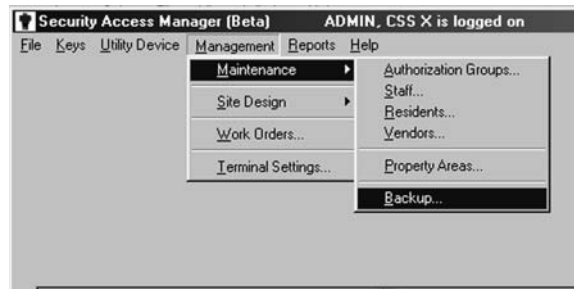 Security Access Manager (Beta) ADMIN, CSS X is logged on
File Keys Utility Device Management Reports Help
Maintenance
Site Design
Work Orders...
Terminal Settings...
Authorization Groups...
Staff...
Residents...
Vendors...
Property Areas...
Backup...